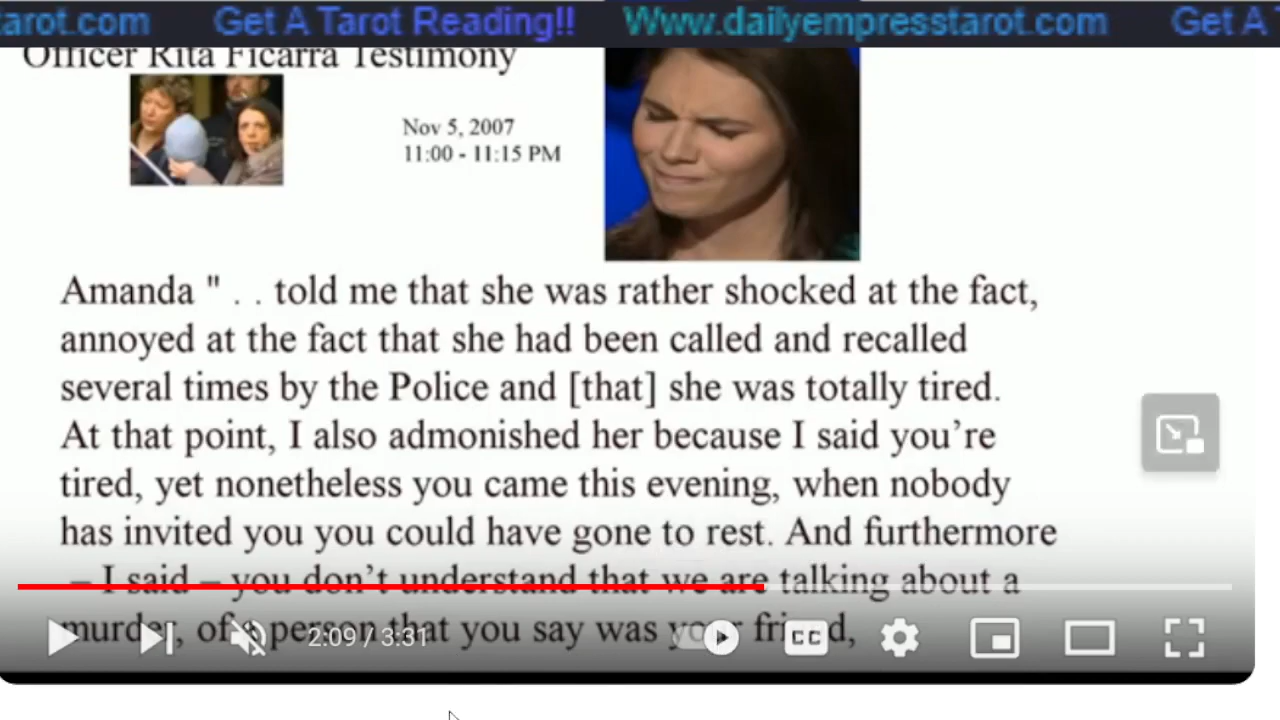 arot.com Get A Tarot Reading!! Www.dailyempresstarot.com Get A
Officer Rita Ficarra Testimony
Nov 5, 2007
11:00 - 11:15 PM
Amanda " . . told me that she was rather shocked at the fact,
annoyed at the fact that she had been called and recalled
several times by the Police and [that] she was totally tired.
At that point, I also admonished her because I said you’re
tired, yet nonetheless you came this evening, when nobody
has invited you you could have gone to rest. And furthermore
– I said – you don’t understand that we are talking about a
murder, of a person that you say was your friend,
2:09 / 3:31
CC